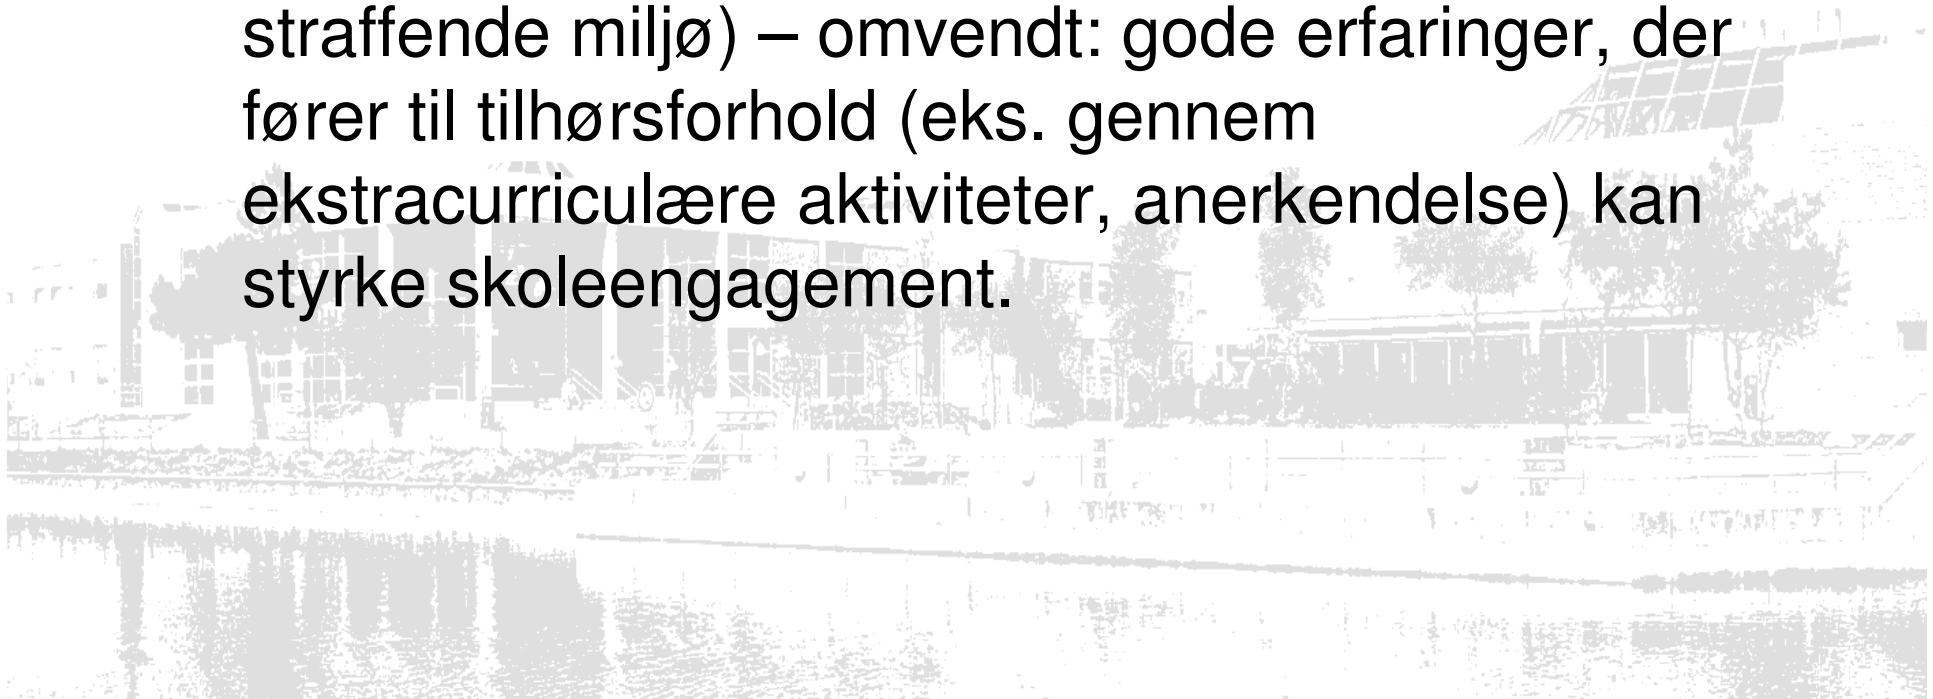 straffende miljø) – omvendt: gode erfaringer, der
fører til tilhørsforhold (eks. gennem
ekstracurriculære aktiviteter, anerkendelse) kan
styrke skoleengagement.